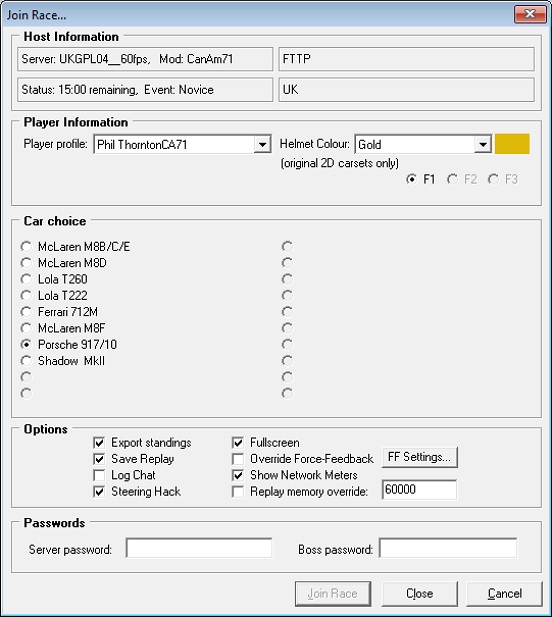 Join Race...
Host Information
Server: UKGPL04__60fps, Mod: CanAm71
FTTP
Status: 15:00 remaining, Event: Novice
UK
Player Information
Player profile: Phil ThorntonCA71
Helmet Colour: Gold
(original 2D carsets only)
F1 F2 F3
Car choice
McLaren M8B/C/E
McLaren M8D
Lola T260
Lola T222
Ferrari 712M
McLaren M8F
Porsche 917/10
Shadow MkII
Options
Export standings
Fullscreen
Save Replay
Override Force-Feedback
FF Settings...
Log Chat
Show Network Meters
Steering Hack
Replay memory override: 60000
Passwords
Server password:
Boss password:
Join Race
Close
Cancel